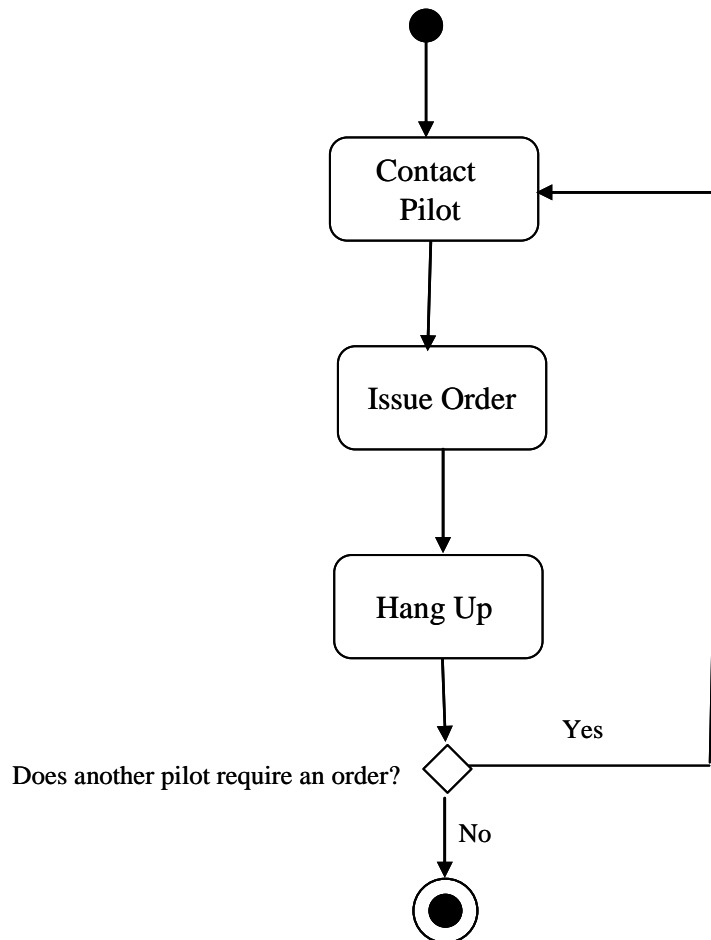 Contact
Pilot
Issue Order
Hang Up
Yes
Does another pilot require an order?
No